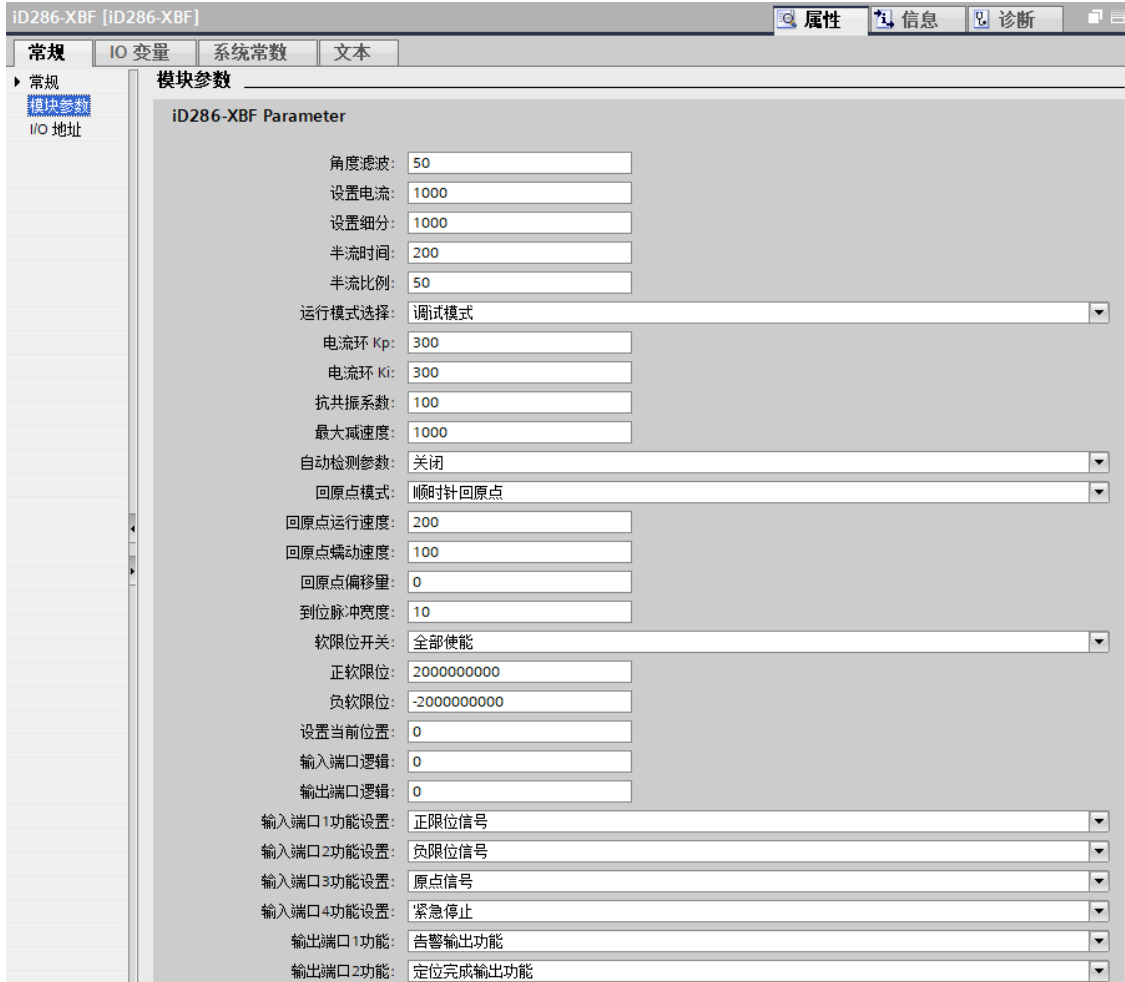 iD286-XBF [iD286-XBF]
属性 信息 诊断
常规 IO 变量 系统常数 文本
常规
模块参数
I/O 地址
模块参数
iD286-XBF Parameter
角度滤波: 50
设置电流: 1000
设置细分: 1000
半流时间: 200
半流比例: 50
运行模式选择: 调试模式
电流环 Kp: 300
电流环 Ki: 300
抗共振系数: 100
最大减速度: 1000
自动检测参数: 关闭
回原点模式: 顺时针回原点
回原点运行速度: 200
回原点蠕动速度: 100
回原点偏移量: 0
到位脉冲宽度: 10
软限位开关: 全部使能
正软限位: 2000000000
负软限位: -2000000000
设置当前位置: 0
输入端口逻辑: 0
输出端口逻辑: 0
输入端口1功能设置: 正限位信号
输入端口2功能设置: 负限位信号
输入端口3功能设置: 原点信号
输入端口4功能设置: 紧急停止
输出端口1功能: 告警输出功能
输出端口2功能: 定位完成输出功能